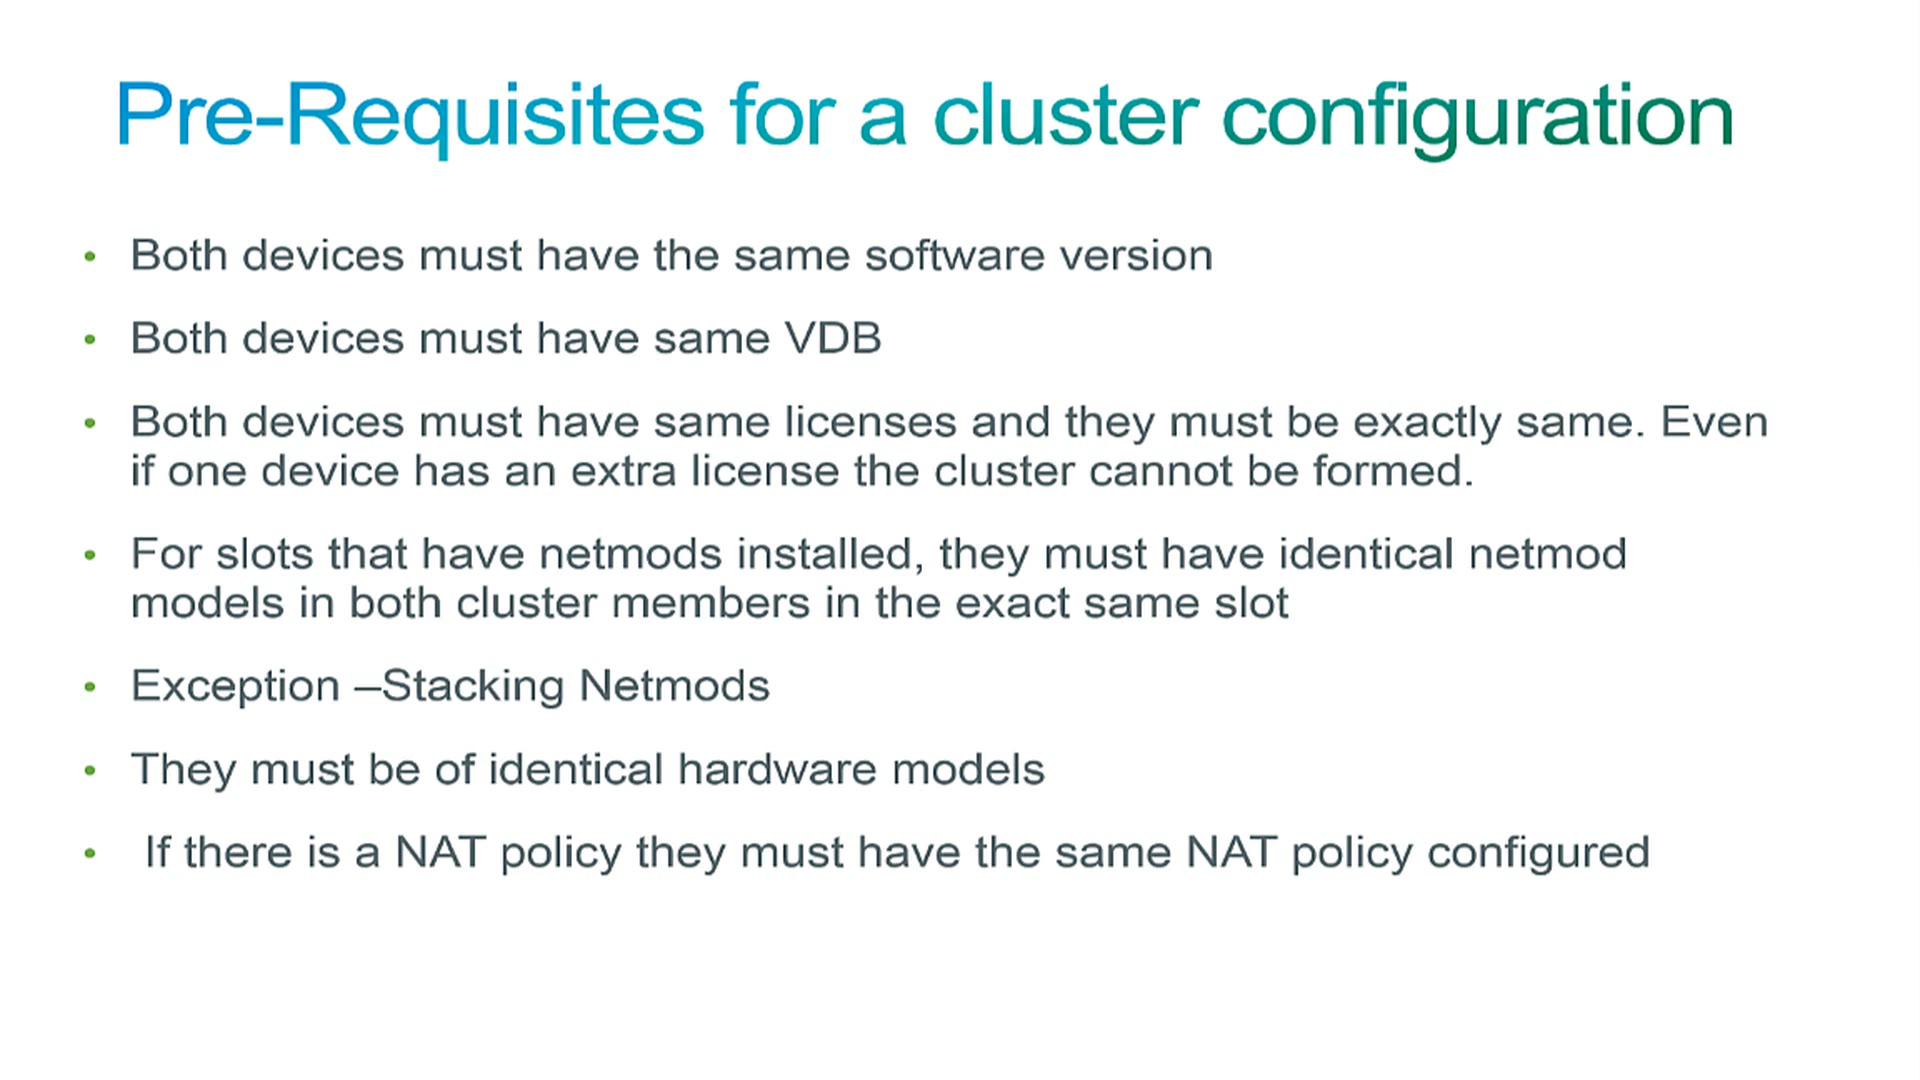 Pre-Requisites for a cluster configuration
• Both devices must have the same software version
• Both devices must have same VDB
• Both devices must have same licenses and they must be exactly same. Even
if one device has an extra license the cluster cannot be formed.
• For slots that have netmods installed, they must have identical netmod
models in both cluster members in the exact same slot
• Exception –Stacking Netmods
• They must be of identical hardware models
• If there is a NAT policy they must have the same NAT policy configured